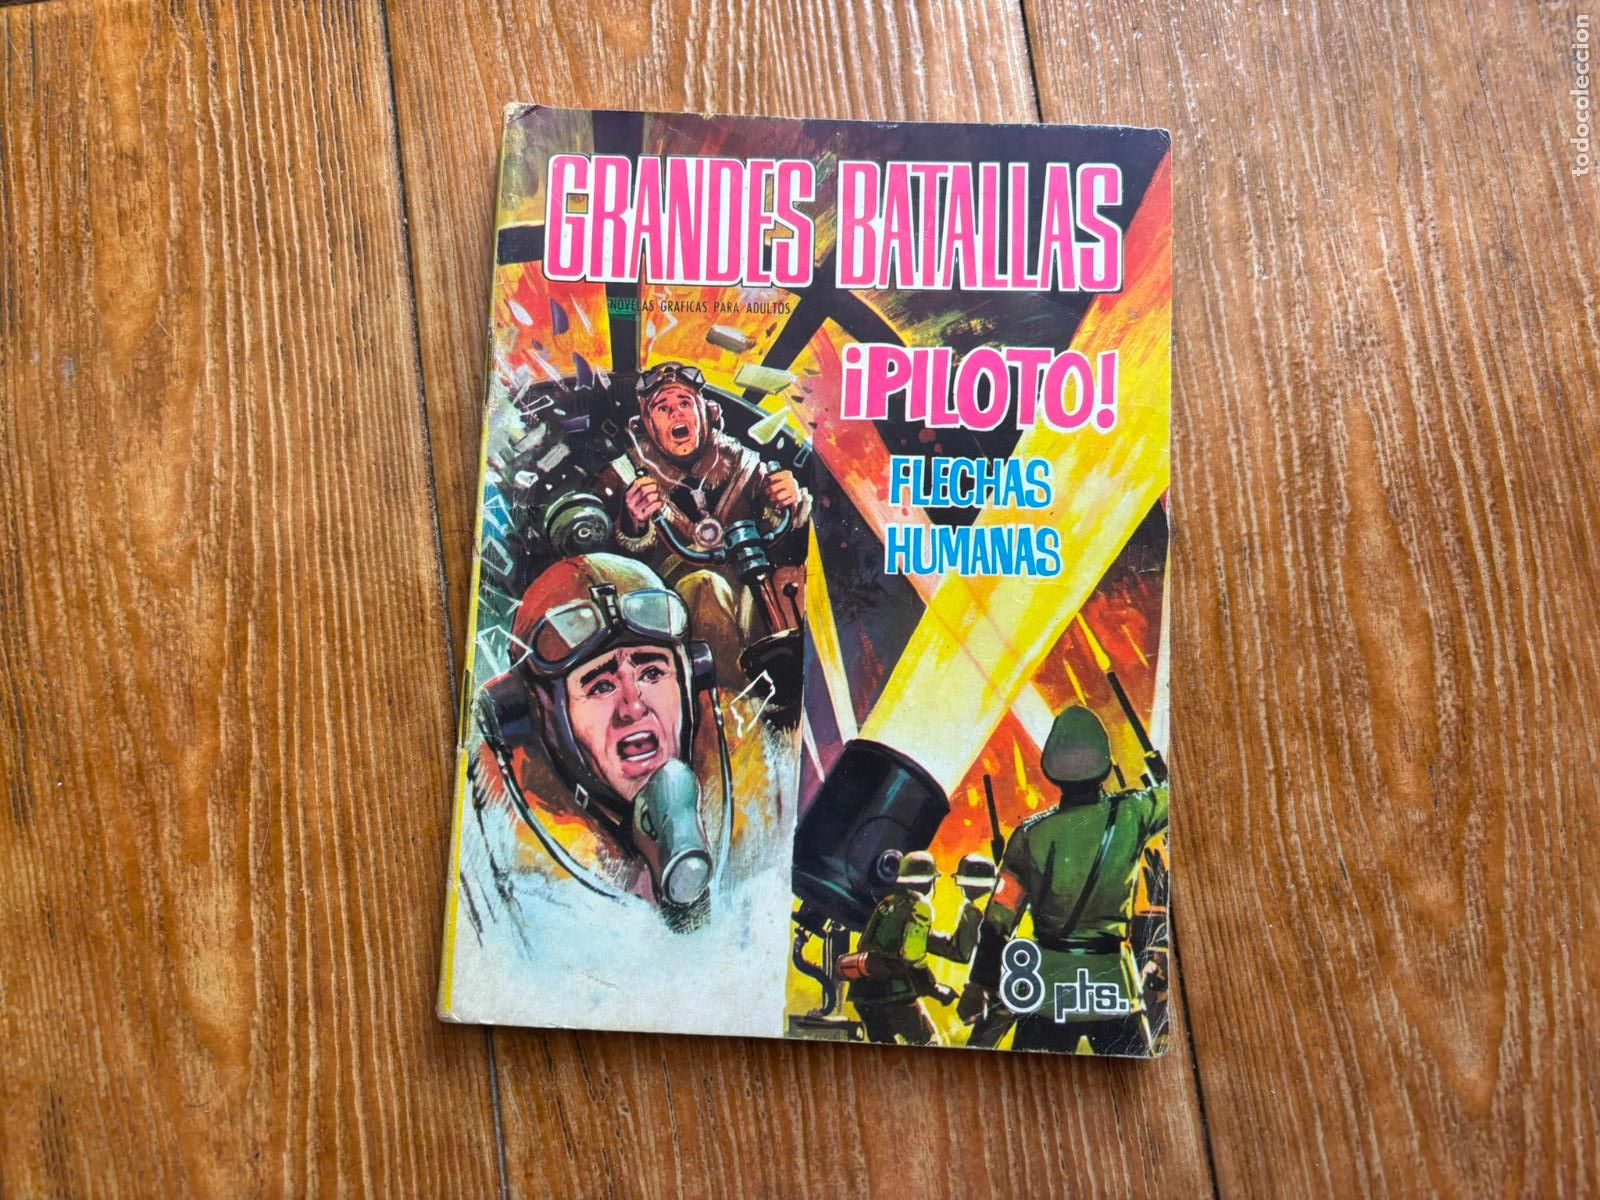 GRANDES BATALLAS
NOVELAS GRAFICAS PARA ADULTOS
¡PILOTO!
FLECHAS
HUMANAS
8 pts.
todocoleccion